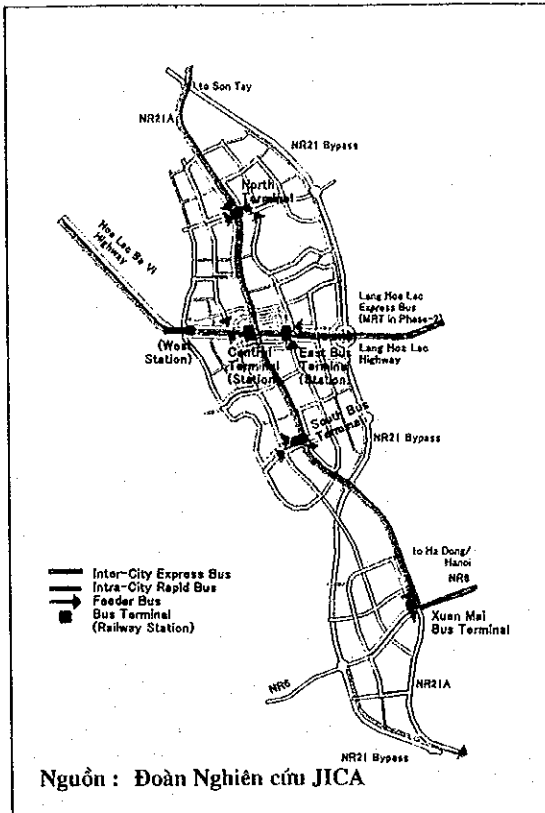 to Son Tay
NR21A
NR21 Bypass
North
Terminal
Hoa Lac Ba Vi
Highway
Lang Hoa Lac
Express Bus
(MRT in Phase-2)
Lang Hoa Lac
Highway
(West
Station)
Central
Terminal
(Station)
East Bus
Terminal
(Station)
South Bus
Terminal
NR21 Bypass
to Ha Dong/
Hanoi
NR6
Xuan Mai
Bus Terminal
Inter-City Express Bus
Intra-City Rapid Bus
Feeder Bus
Bus Terminal
(Railway Station)
NR6
NR21A
NR21 Bypass
Nguồn : Đoàn Nghiên cứu JICA